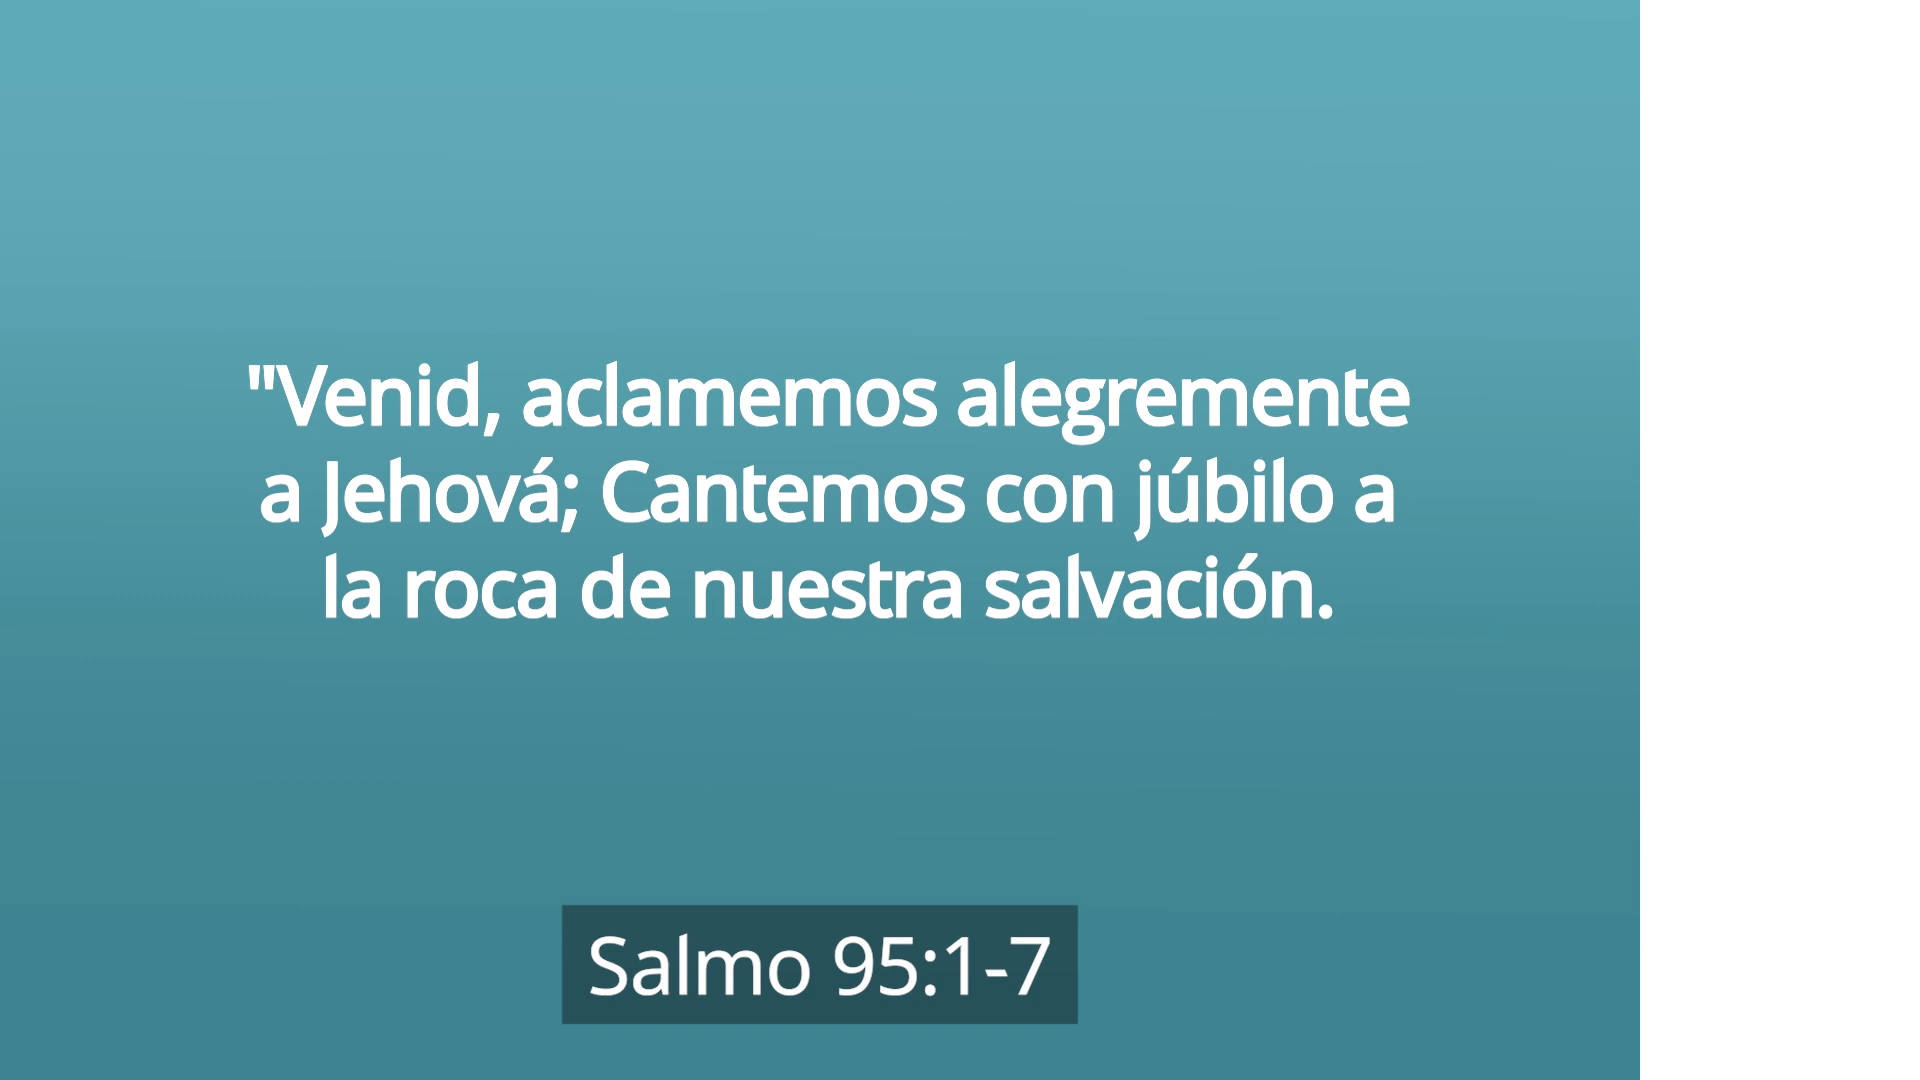 "Venid, aclamemos alegremente
a Jehová; Cantemos con júbilo a
la roca de nuestra salvación.
Salmo 95:1-7